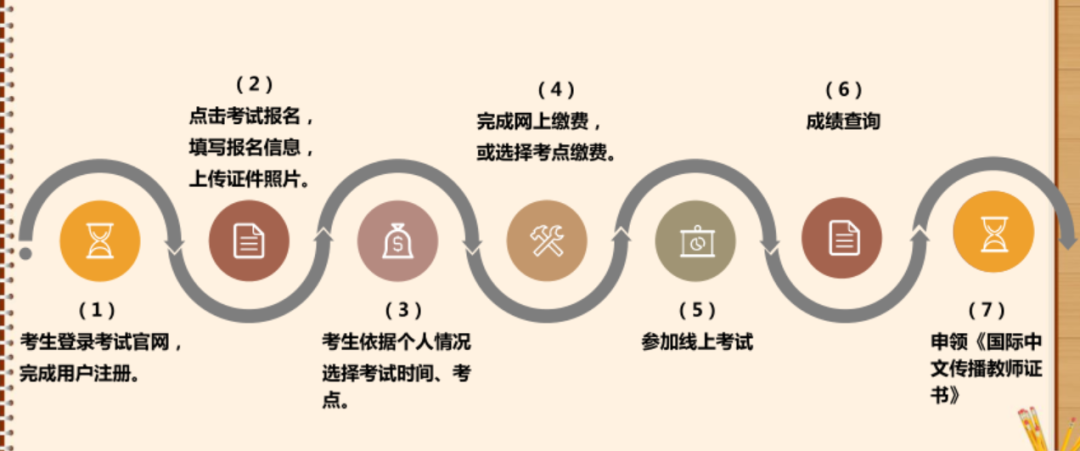 （1）
考生登录考试官网，
完成用户注册。
（2）
点击考试报名，
填写报名信息，
上传证件照片。
（3）
考生依据个人情况
选择考试时间、考
点。
（4）
完成网上缴费，
或选择考点缴费。
（5）
参加线上考试
（6）
成绩查询
（7）
申领《国际中
文传播教师证
书》